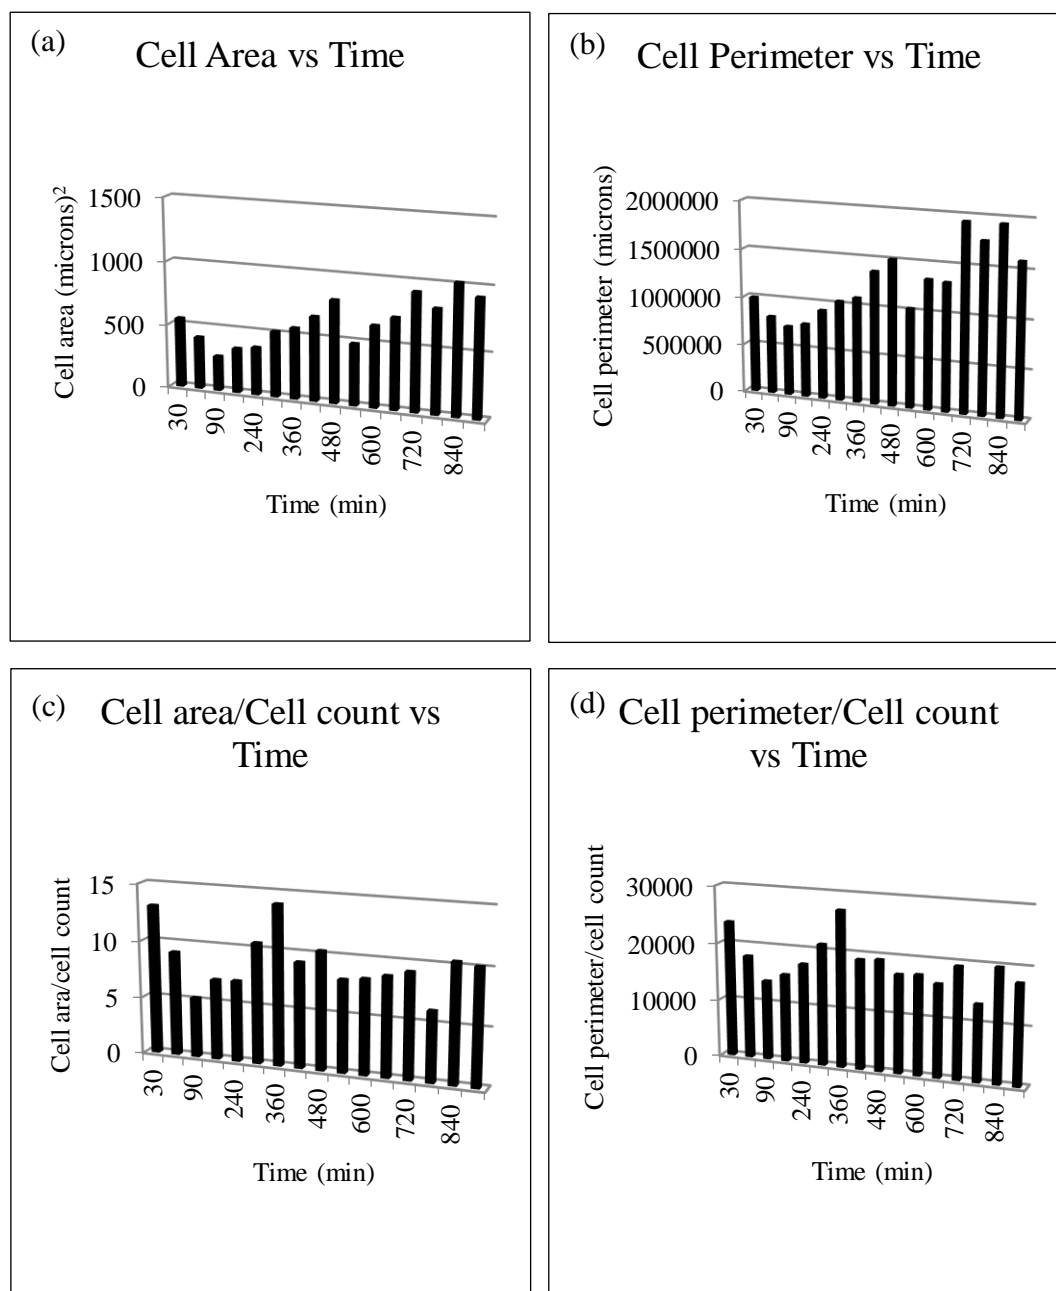 (a)
Cell Area vs Time
Cell area (microns)²
1500
1000
500
0
30
90
240
360
480
600
720
840
Time (min)
(b)
Cell Perimeter vs Time
Cell perimeter (microns)
2000000
1500000
1000000
500000
0
30
90
240
360
480
600
720
840
Time (min)
(c)
Cell area/Cell count vs
Time
Cell ara/cell count
15
10
5
0
30
90
240
360
480
600
720
840
Time (min)
(d)
Cell perimeter/Cell count
vs Time
Cell perimeter/cell count
30000
20000
10000
0
30
90
240
360
480
600
720
840
Time (min)